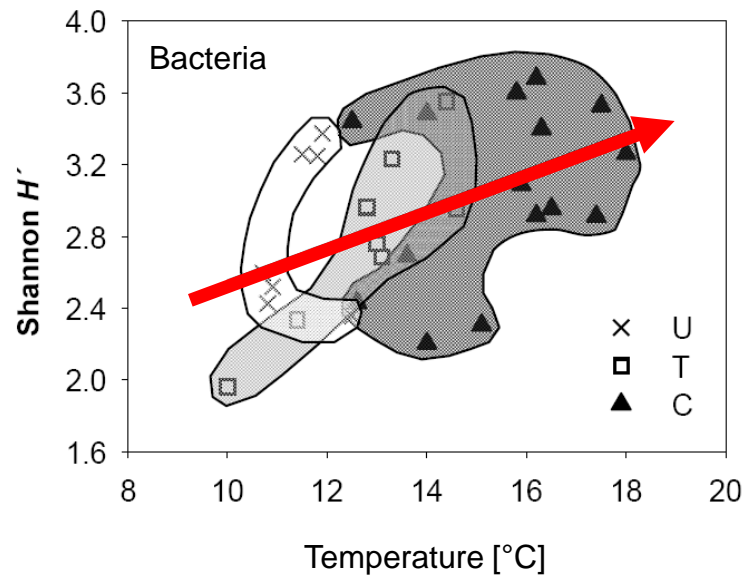 Bacteria
Shannon H´
4.0
3.6
3.2
2.8
2.4
2.0
1.6
U
T
C
8 10 12 14 16 18 20
Temperature [°C]